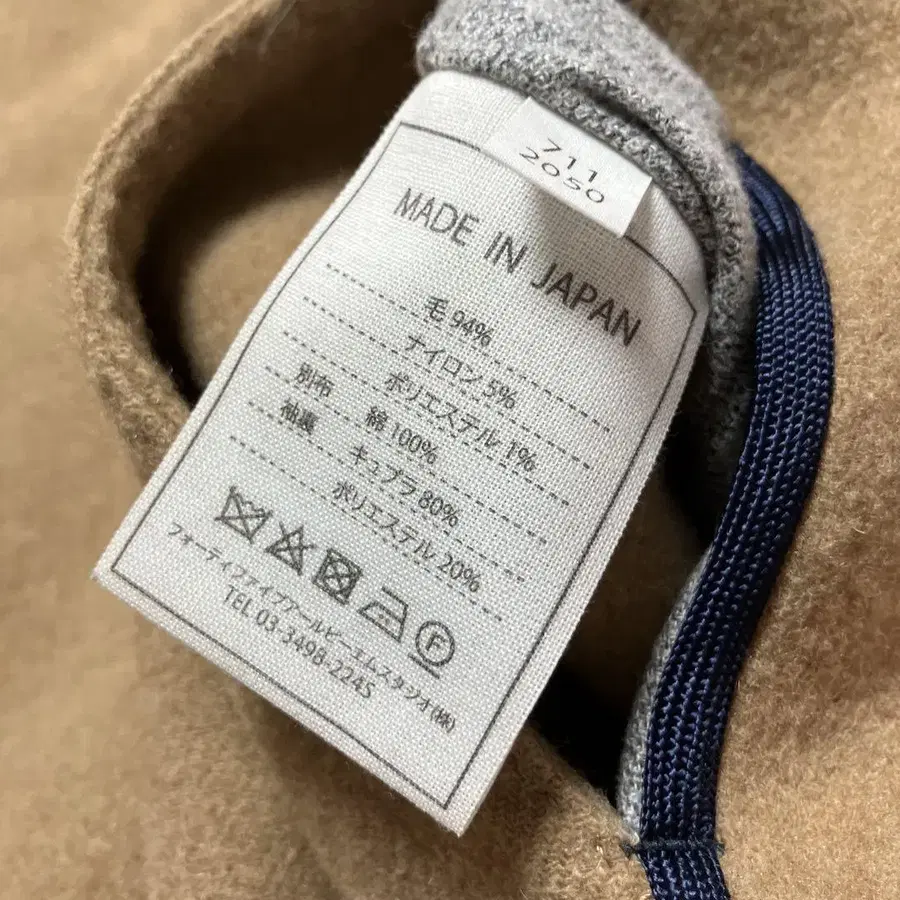 711
2050
MADE IN JAPAN
毛 94%
ナイロン 5%
ポリエステル 1%
別布 綿 100%
袖裏 キュプラ 80%
ポリエステル 20%
F
フォーティファイブアールピーエムスタジオ(株)
TEL 03-3498-2245